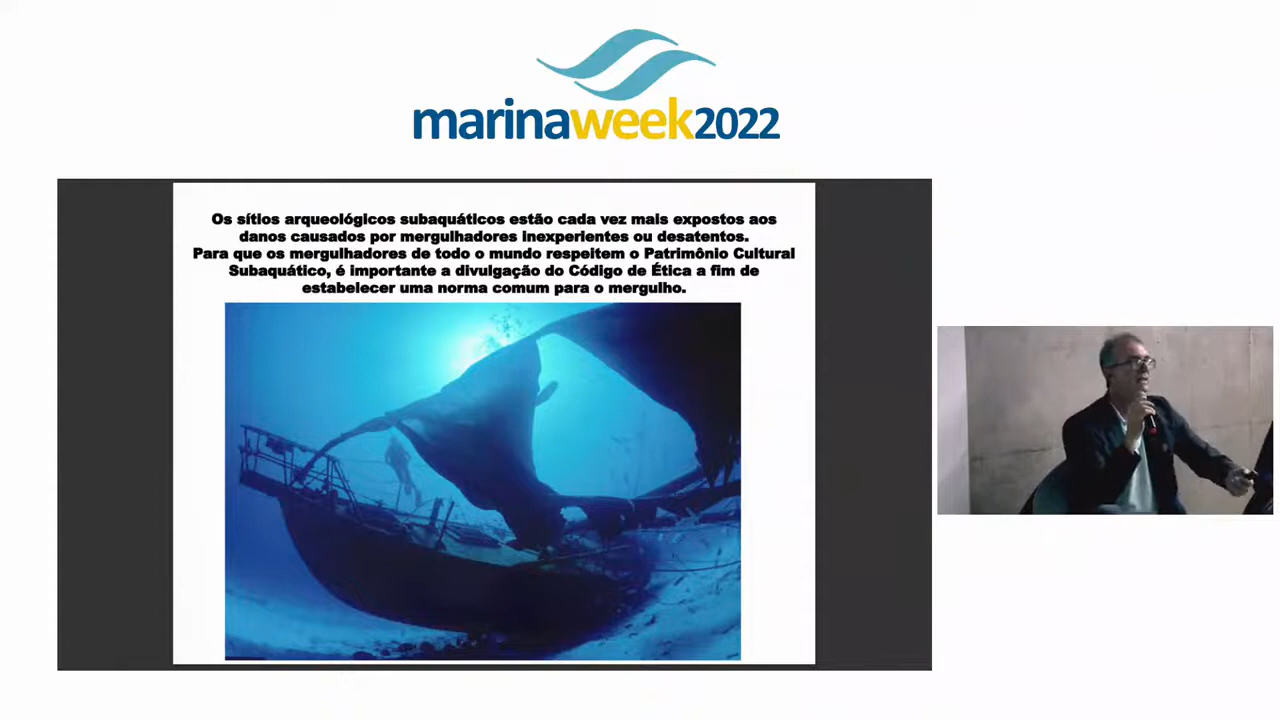 marinaweek2022
Os sítios arqueológicos subaquáticos estão cada vez mais expostos aos
danos causados por mergulhadores inexperientes ou desatentos.
Para que os mergulhadores de todo o mundo respeitem o Patrimônio Cultural
Subaquático, é importante a divulgação do Código de Ética a fim de
estabelecer uma norma comum para o mergulho.